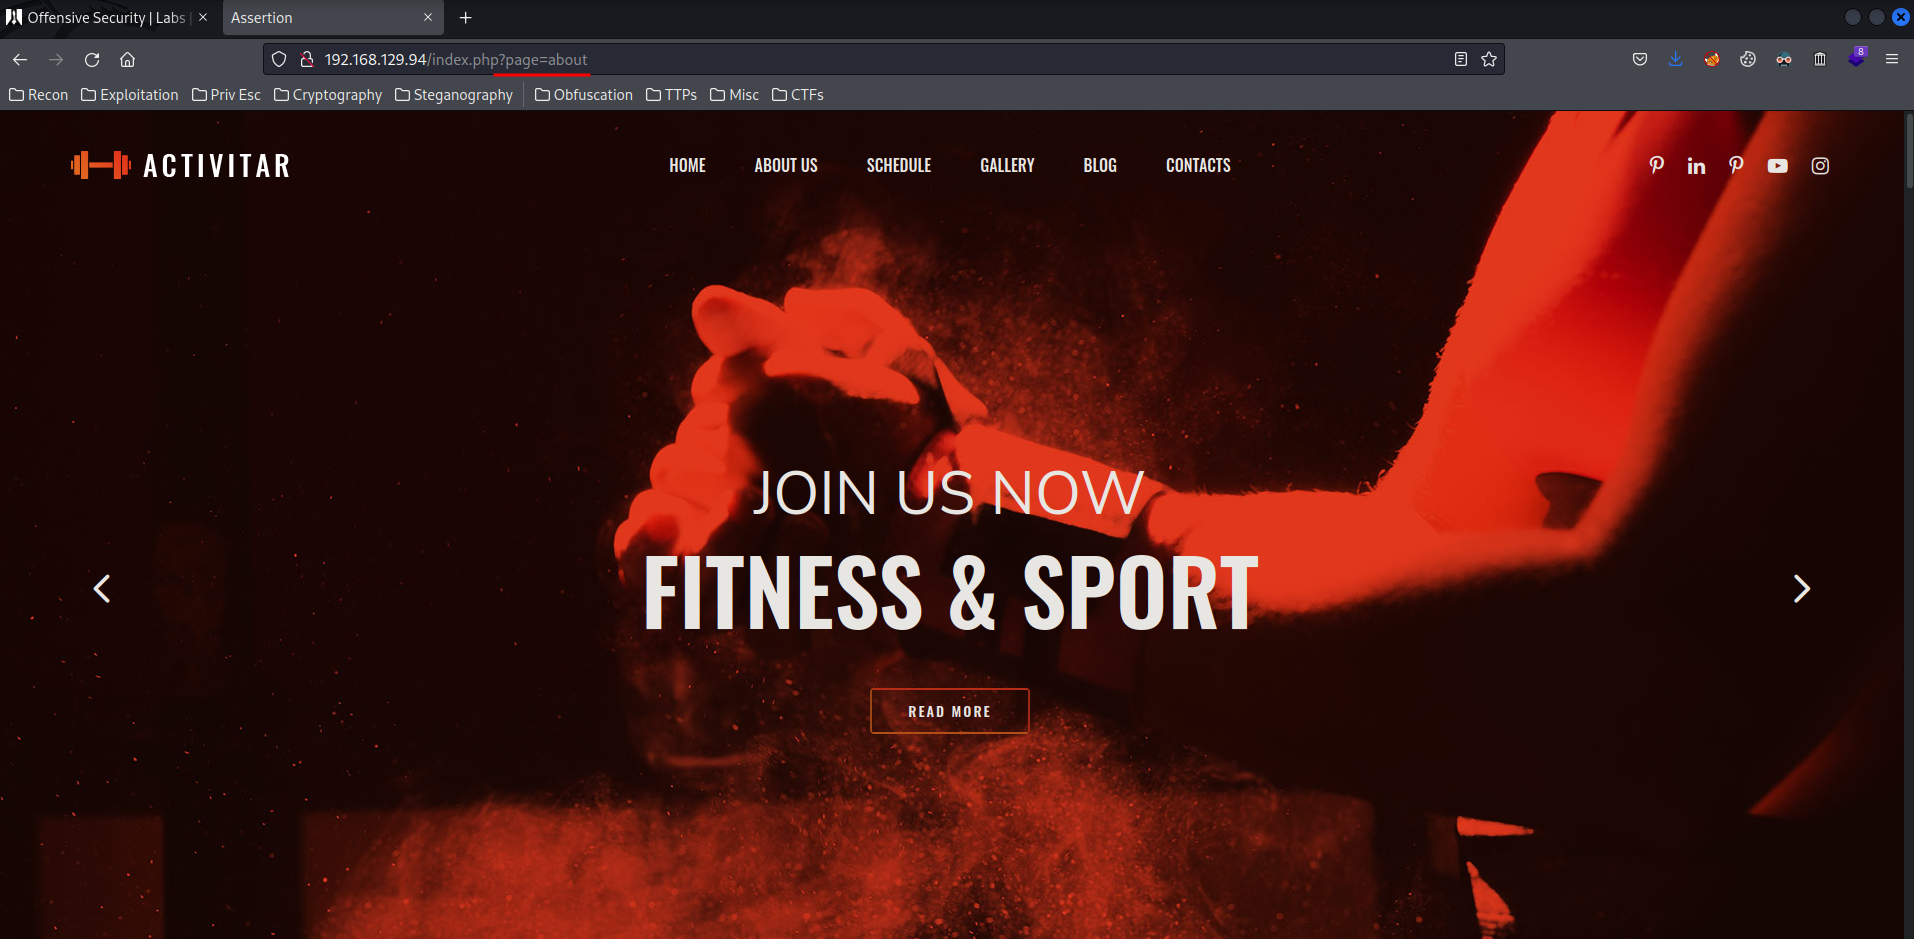 Offensive Security | Labs |
Assertion
192.168.129.94/index.php?page=about
8
Recon Exploitation Priv Esc Cryptography Steganography Obfuscation TTPs Misc CTFs
ACTIVITAR
HOME ABOUT US SCHEDULE GALLERY BLOG CONTACTS
JOIN US NOW
FITNESS & SPORT
READ MORE